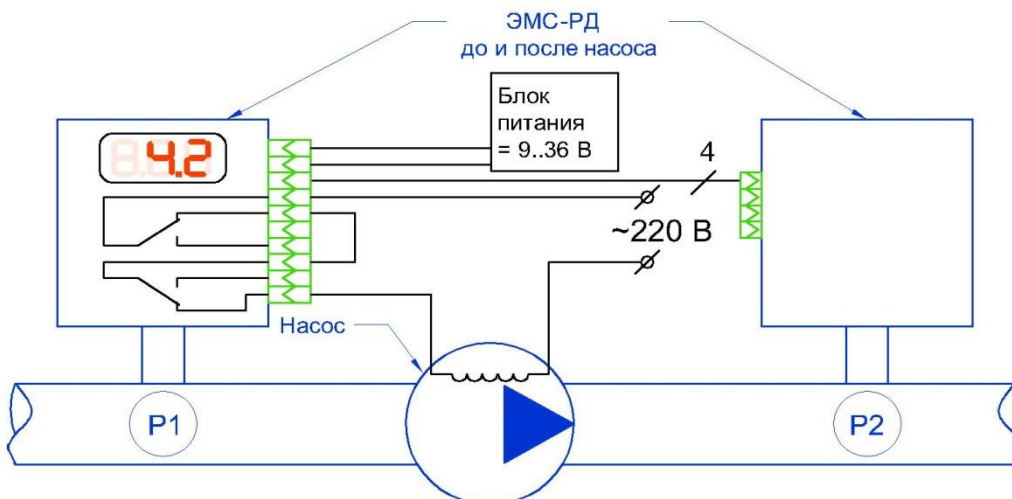 ЭМС-РД
до и после насоса
Блок
питания
= 9..36 В
4.2
4
~220 В
Насос
P1
P2